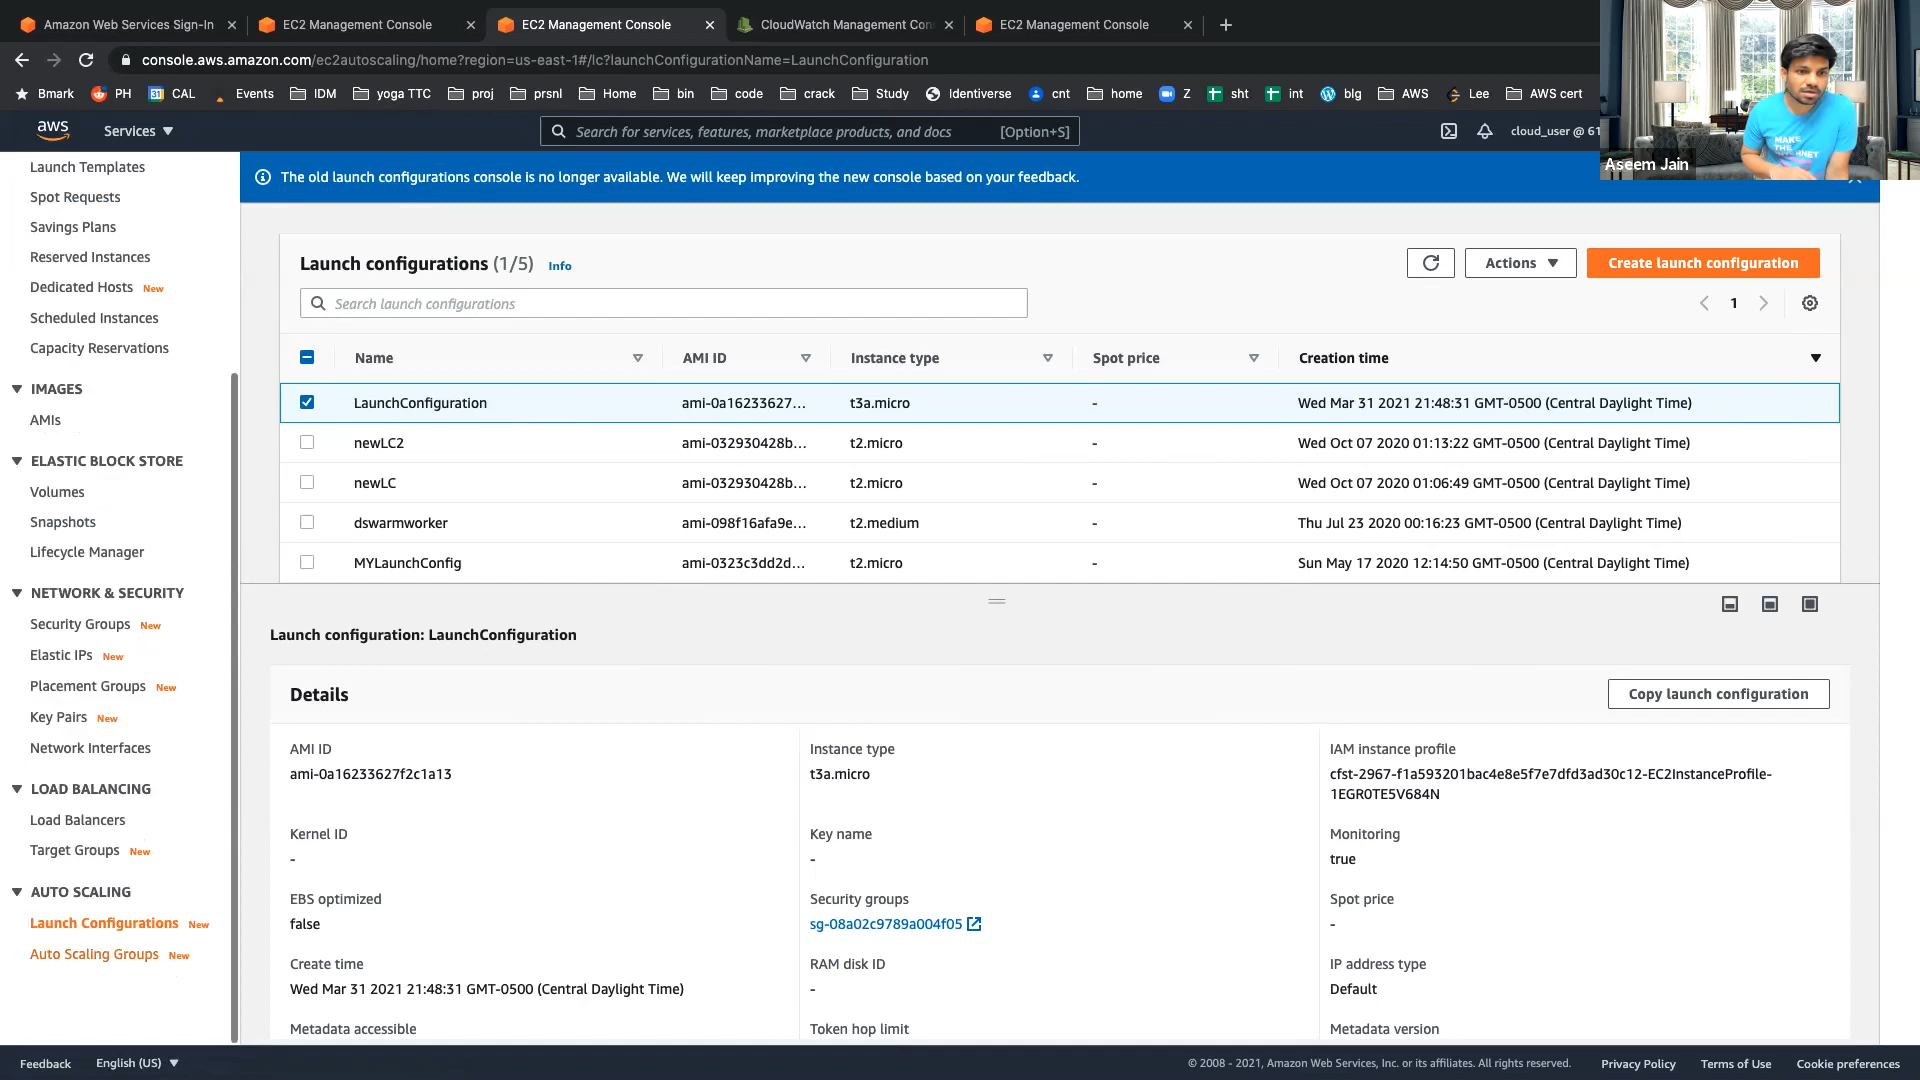 Amazon Web Services Sign-In
EC2 Management Console
EC2 Management Console
CloudWatch Management Con
EC2 Management Console
console.aws.amazon.com/ec2autoscaling/home?region=us-east-1#/lc?launchConfigurationName=LaunchConfiguration
Bmark PH CAL Events IDM yoga TTC proj prsnl Home bin code crack Study Identiverse cnt home Z sht int blg AWS Lee AWS cert
aws Services Search for services, features, marketplace products, and docs [Option+S] cloud_user @ 61
MAKE
THE
Aseem Jain
Launch Templates
Spot Requests
Savings Plans
Reserved Instances
Dedicated Hosts New
Scheduled Instances
Capacity Reservations
IMAGES
AMIs
ELASTIC BLOCK STORE
Volumes
Snapshots
Lifecycle Manager
NETWORK & SECURITY
Security Groups New
Elastic IPs New
Placement Groups New
Key Pairs New
Network Interfaces
LOAD BALANCING
Load Balancers
Target Groups New
AUTO SCALING
Launch Configurations New
Auto Scaling Groups New
The old launch configurations console is no longer available. We will keep improving the new console based on your feedback.
Launch configurations (1/5) Info
Actions
Create launch configuration
Search launch configurations
1
Name AMI ID Instance type Spot price Creation time
LaunchConfiguration ami-0a16233627... t3a.micro - Wed Mar 31 2021 21:48:31 GMT-0500 (Central Daylight Time)
newLC2 ami-032930428b... t2.micro - Wed Oct 07 2020 01:13:22 GMT-0500 (Central Daylight Time)
newLC ami-032930428b... t2.micro - Wed Oct 07 2020 01:06:49 GMT-0500 (Central Daylight Time)
dswarmworker ami-098f16afa9e... t2.medium - Thu Jul 23 2020 00:16:23 GMT-0500 (Central Daylight Time)
MYLaunchConfig ami-0323c3dd2d... t2.micro - Sun May 17 2020 12:14:50 GMT-0500 (Central Daylight Time)
Launch configuration: LaunchConfiguration
Details
Copy launch configuration
AMI ID
ami-0a16233627f2c1a13
Instance type
t3a.micro
IAM instance profile
cfst-2967-f1a593201bac4e8e5f7e7dfd3ad30c12-EC2InstanceProfile-
1EGR0TE5V684N
Kernel ID
-
Key name
-
Monitoring
true
EBS optimized
false
Security groups
sg-08a02c9789a004f05
Spot price
-
Create time
Wed Mar 31 2021 21:48:31 GMT-0500 (Central Daylight Time)
RAM disk ID
-
IP address type
Default
Metadata accessible
Token hop limit
Metadata version
Feedback English (US) © 2008 - 2021, Amazon Web Services, Inc. or its affiliates. All rights reserved. Privacy Policy Terms of Use Cookie preferences